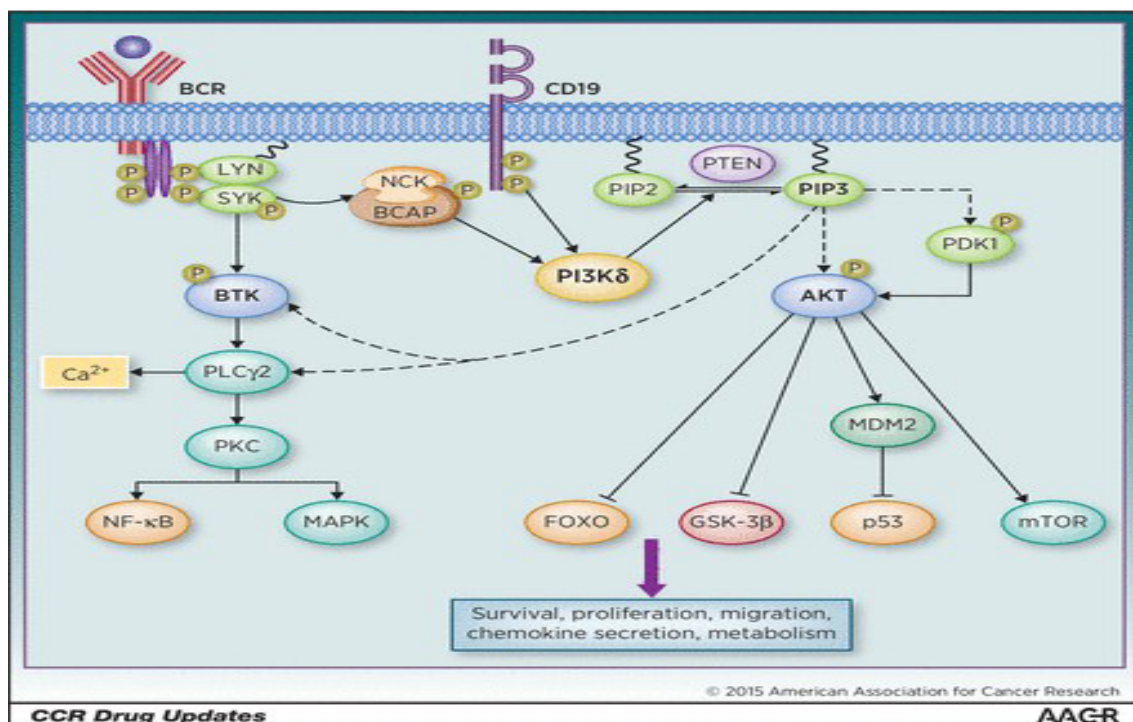 BCR
CD19
P
P
P
P
LYN
SYK
P
NCK
BCAP
P
P
P
PIP2
PTEN
PIP3
P
PDK1
P
BTK
PI3Kδ
P
AKT
Ca²⁺
PLCγ2
MDM2
PKC
NF-κB
MAPK
FOXO
GSK-3β
p53
mTOR
Survival, proliferation, migration,
chemokine secretion, metabolism
© 2015 American Association for Cancer Research
CCR Drug Updates
AACR